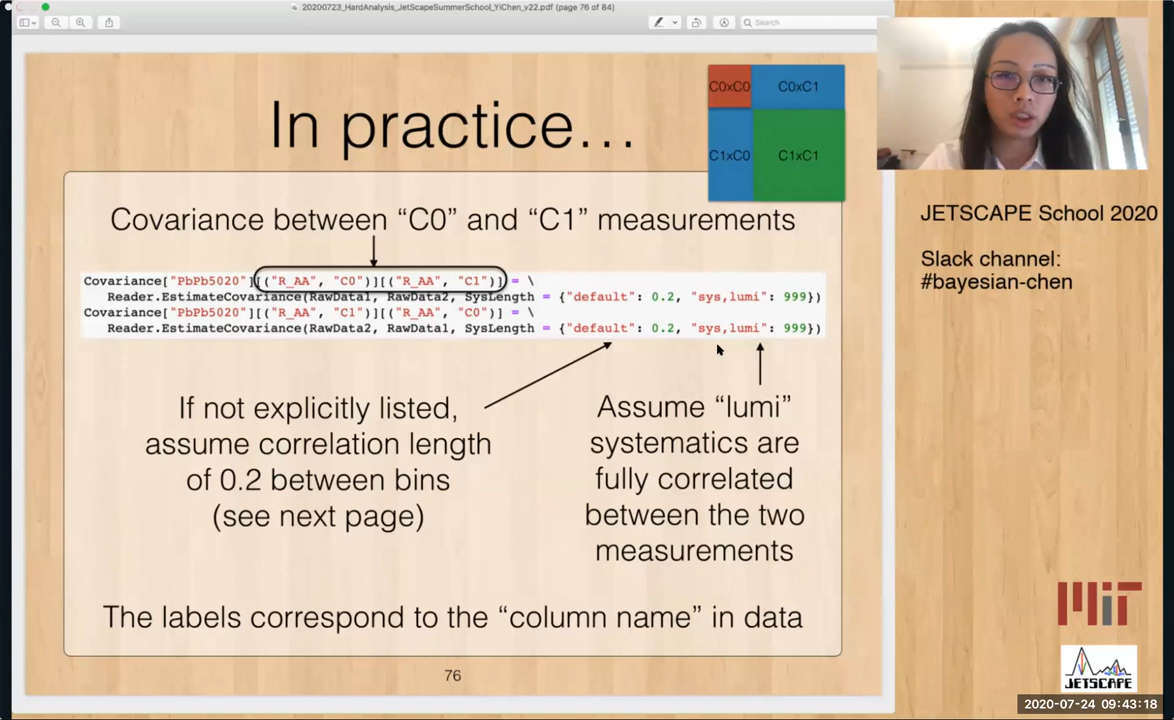 20200723_HardAnalysis_JetScapeSummerSchool_YiChen_v22.pdf (page 76 of 84)
Search
In practice...
C0xC0
C0xC1
C1xC0
C1xC1
Covariance between “C0” and “C1” measurements
Covariance["PbPb5020"][("R_AA", "C0")][("R_AA", "C1")] = \
Reader.EstimateCovariance(RawData1, RawData2, SysLength = {"default": 0.2, "sys,lumi": 999})
Covariance["PbPb5020"][("R_AA", "C1")][("R_AA", "C0")] = \
Reader.EstimateCovariance(RawData2, RawData1, SysLength = {"default": 0.2, "sys,lumi": 999})
If not explicitly listed,
assume correlation length
of 0.2 between bins
(see next page)
Assume “lumi”
systematics are
fully correlated
between the two
measurements
The labels correspond to the “column name” in data
76
JETSCAPE School 2020
Slack channel:
#bayesian-chen
MIT
JETSCAPE
2020-07-24 09:43:18